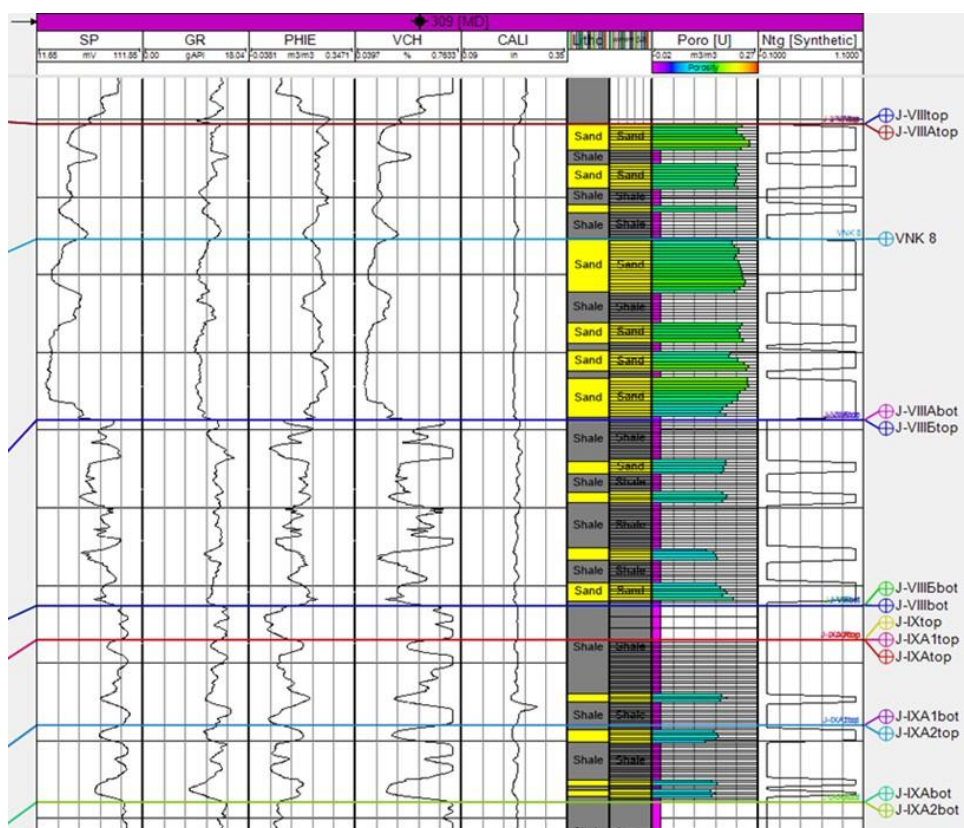 309 [MD]
SP GR PHIE VCH CALI Litho Poro [U] Ntg [Synthetic]
11.65 mV 111.85 0.00 gAPI 18.04 -0.0381 m3/m3 0.3471 0.0397 % 0.7633 0.09 in 0.35 -0.02 m3/m3 0.27 -0.1000 1.1000
Porosity
J-VIIItop
J-VIIIAtop
Sand Sand
Shale
Sand
Shale Shale
Shale Shale
VNK 8 VNK 8
Sand Sand
Shale Shale
Sand Sand
Sand Sand
Sand Sand
J-VIIIAbot
J-VIIIБtop
Shale Shale
Sand
Shale Shale
Shale Shale
Shale Shale
Sand Sand
J-VIIIБbot
J-VIIIbot
J-IXtop
J-IXA1top
J-IXAtop
Shale
Shale Shale
J-IXA1bot
J-IXA2top
Shale Shale
J-IXAbot
J-IXA2bot